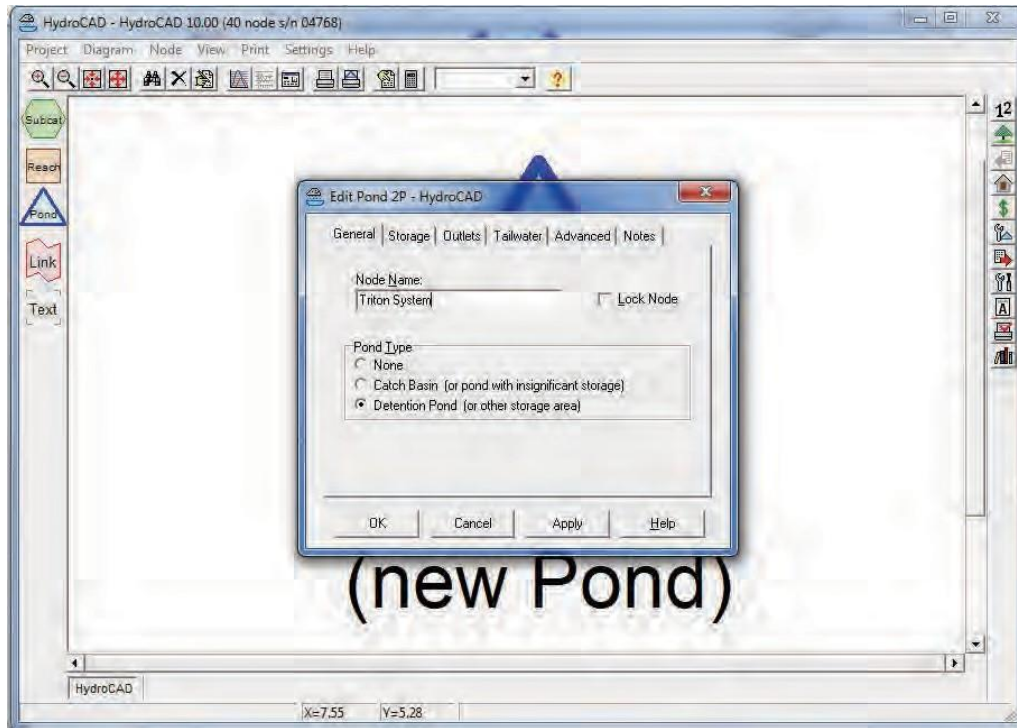 HydroCAD - HydroCAD 10.00 (40 node s/n 04768)
Project Diagram Node View Print Settings Help
Subcat
Reach
Pond
Link
Text
12
$
A
?
Edit Pond 2P - HydroCAD
General Storage Outlets Tailwater Advanced Notes
Node Name:
Triton System
Lock Node
Pond Type
None
Catch Basin (or pond with insignificant storage)
Detention Pond (or other storage area)
OK Cancel Apply Help
(new Pond)
HydroCAD
X=7.55 Y=5.28